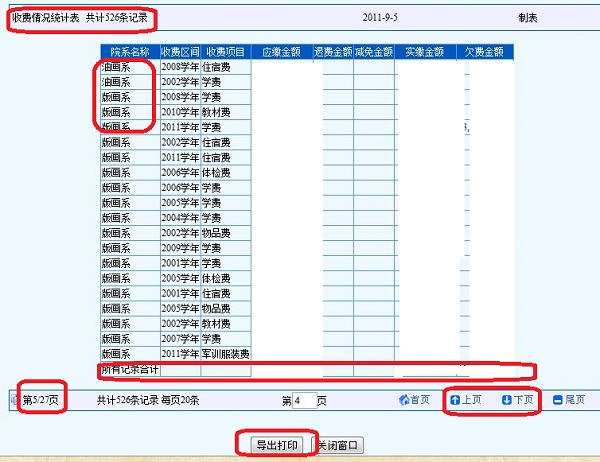 收费情况统计表 共计526条记录 2011-9-5 制表
院系名称 收费区间 收费项目 应缴金额 退费金额 减免金额 实缴金额 欠费金额
油画系 2008学年 住宿费
油画系 2002学年 学费
版画系 2008学年 学费
版画系 2010学年 教材费
版画系 2011学年 学费
版画系 2002学年 住宿费
版画系 2011学年 住宿费
版画系 2006学年 体检费
版画系 2006学年 学费
版画系 2005学年 学费
版画系 2004学年 学费
版画系 2002学年 物品费
版画系 2009学年 学费
版画系 2001学年 学费
版画系 2005学年 体检费
版画系 2001学年 住宿费
版画系 2005学年 物品费
版画系 2002学年 教材费
版画系 2007学年 学费
版画系 2011学年 军训服装费
所有记录合计
第5/27页 共计526条记录 每页20条 第4页 首页 上页 下页 尾页
导出打印 关闭窗口